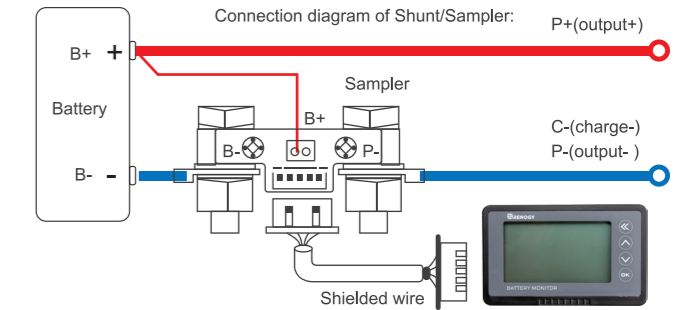 Connection diagram of Shunt/Sampler:
P+(output+)
B+ +
Sampler
Battery
B+
B-
P-
C-(charge-)
P-(output- )
B- -
RENOGY
OK
BATTERY MONITOR
Shielded wire